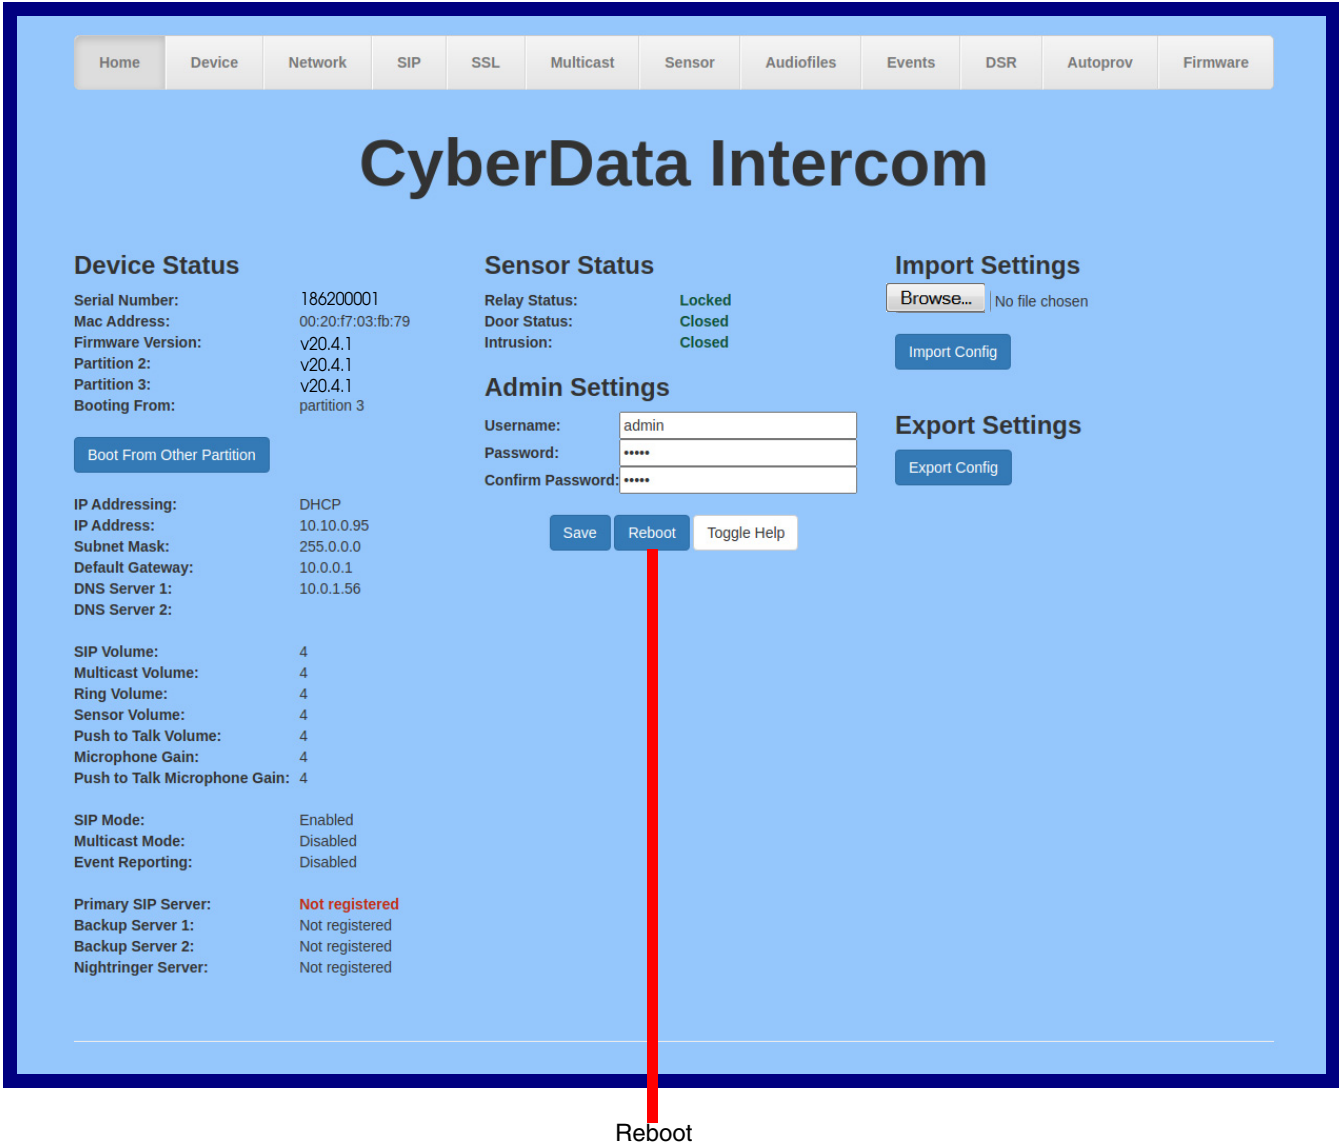 Home Device Network SIP SSL Multicast Sensor Audiofiles Events DSR Autoprov Firmware
CyberData Intercom
Device Status
Serial Number: 186200001
Mac Address: 00:20:f7:03:fb:79
Firmware Version: v20.4.1
Partition 2: v20.4.1
Partition 3: v20.4.1
Booting From: partition 3
Boot From Other Partition
IP Addressing: DHCP
IP Address: 10.10.0.95
Subnet Mask: 255.0.0.0
Default Gateway: 10.0.0.1
DNS Server 1: 10.0.1.56
DNS Server 2:
SIP Volume: 4
Multicast Volume: 4
Ring Volume: 4
Sensor Volume: 4
Push to Talk Volume: 4
Microphone Gain: 4
Push to Talk Microphone Gain: 4
SIP Mode: Enabled
Multicast Mode: Disabled
Event Reporting: Disabled
Primary SIP Server: Not registered
Backup Server 1: Not registered
Backup Server 2: Not registered
Nightringer Server: Not registered
Sensor Status
Relay Status: Locked
Door Status: Closed
Intrusion: Closed
Admin Settings
Username: admin
Password: •••••
Confirm Password: •••••
Save Reboot Toggle Help
Import Settings
Browse... No file chosen
Import Config
Export Settings
Export Config
Reboot